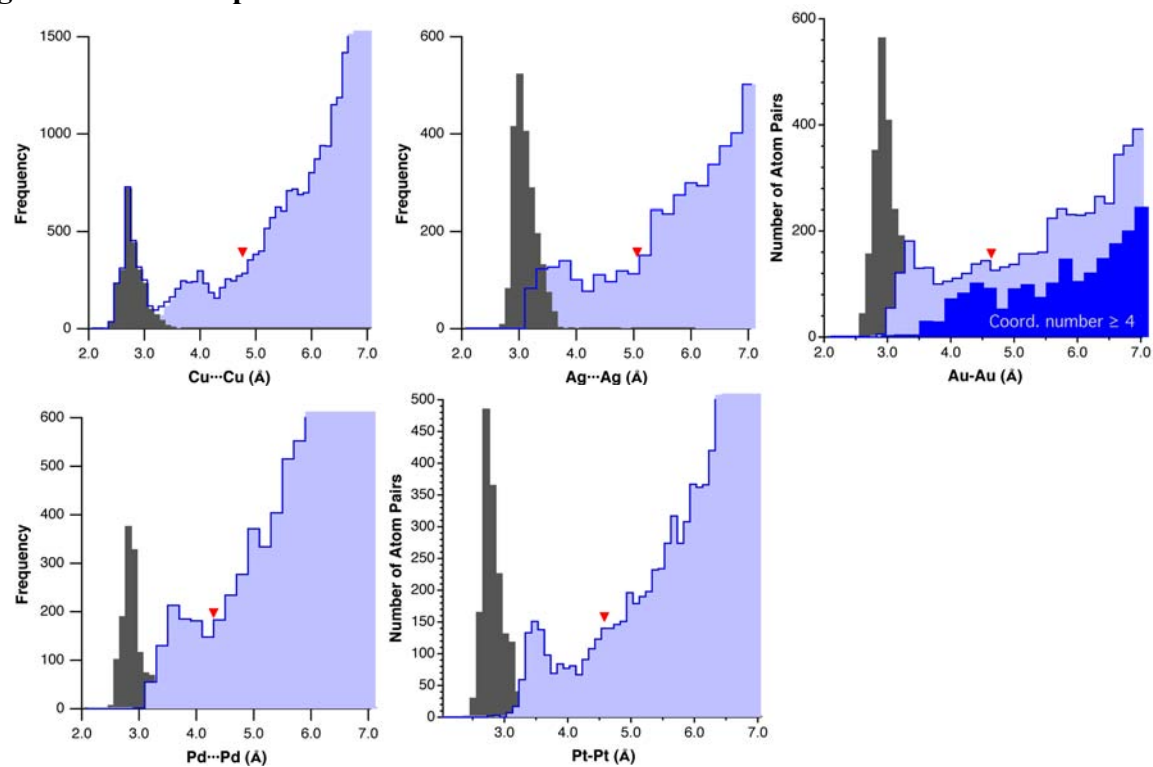 1500
1000
500
0
Frequency
2.0 3.0 4.0 5.0 6.0 7.0
Cu···Cu (Å)
600
400
200
0
Frequency
2.0 3.0 4.0 5.0 6.0 7.0
Ag···Ag (Å)
600
400
200
0
Number of Atom Pairs
Coord. number ≥ 4
2.0 3.0 4.0 5.0 6.0 7.0
Au-Au (Å)
600
500
400
300
200
100
0
Frequency
2.0 3.0 4.0 5.0 6.0 7.0
Pd···Pd (Å)
500
450
400
350
300
250
200
150
100
50
0
Number of Atom Pairs
3.0 4.0 5.0 6.0 7.0
Pt-Pt (Å)